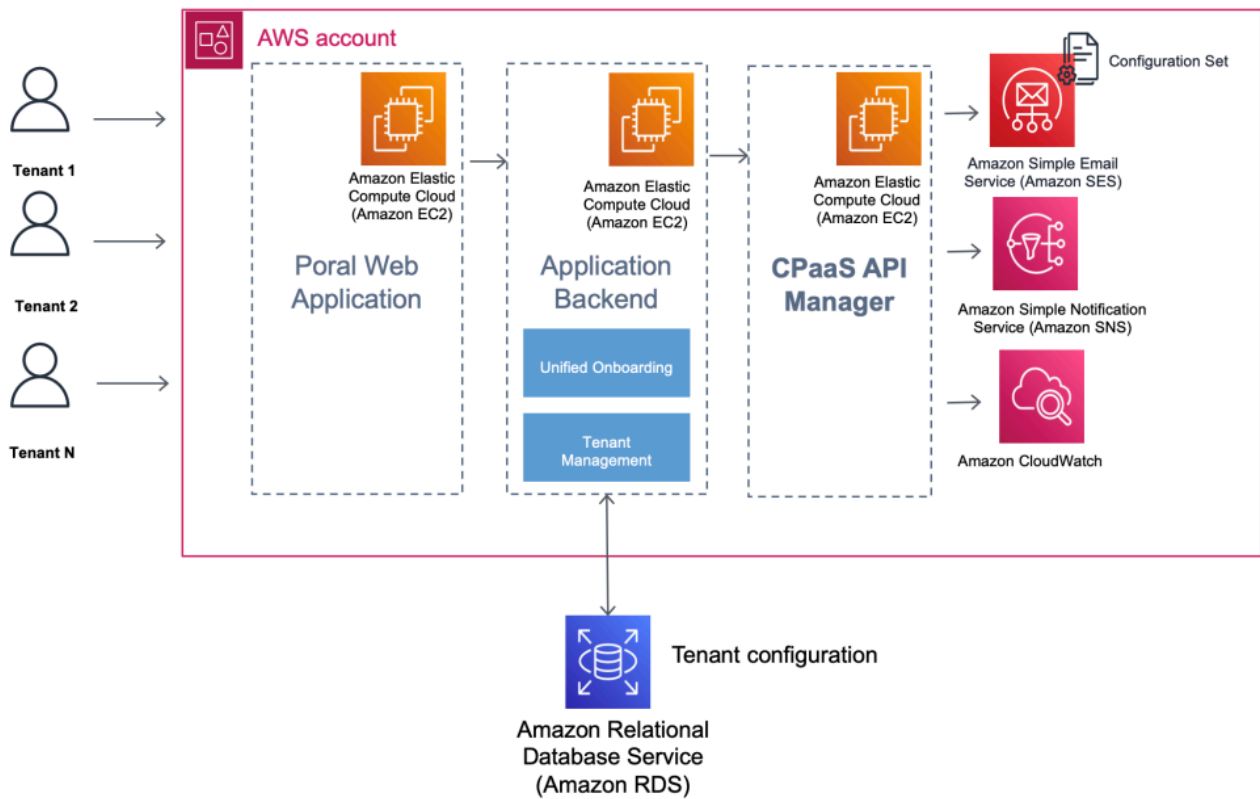 AWS account
Configuration Set
Tenant 1
Tenant 2
Tenant N
Amazon Elastic
Compute Cloud
(Amazon EC2)
Poral Web
Application
Amazon Elastic
Compute Cloud
(Amazon EC2)
Application
Backend
Unified Onboarding
Tenant
Management
Amazon Elastic
Compute Cloud
(Amazon EC2)
CPaaS API
Manager
Amazon Simple Email
Service (Amazon SES)
Amazon Simple Notification
Service (Amazon SNS)
Amazon CloudWatch
Tenant configuration
Amazon Relational
Database Service
(Amazon RDS)